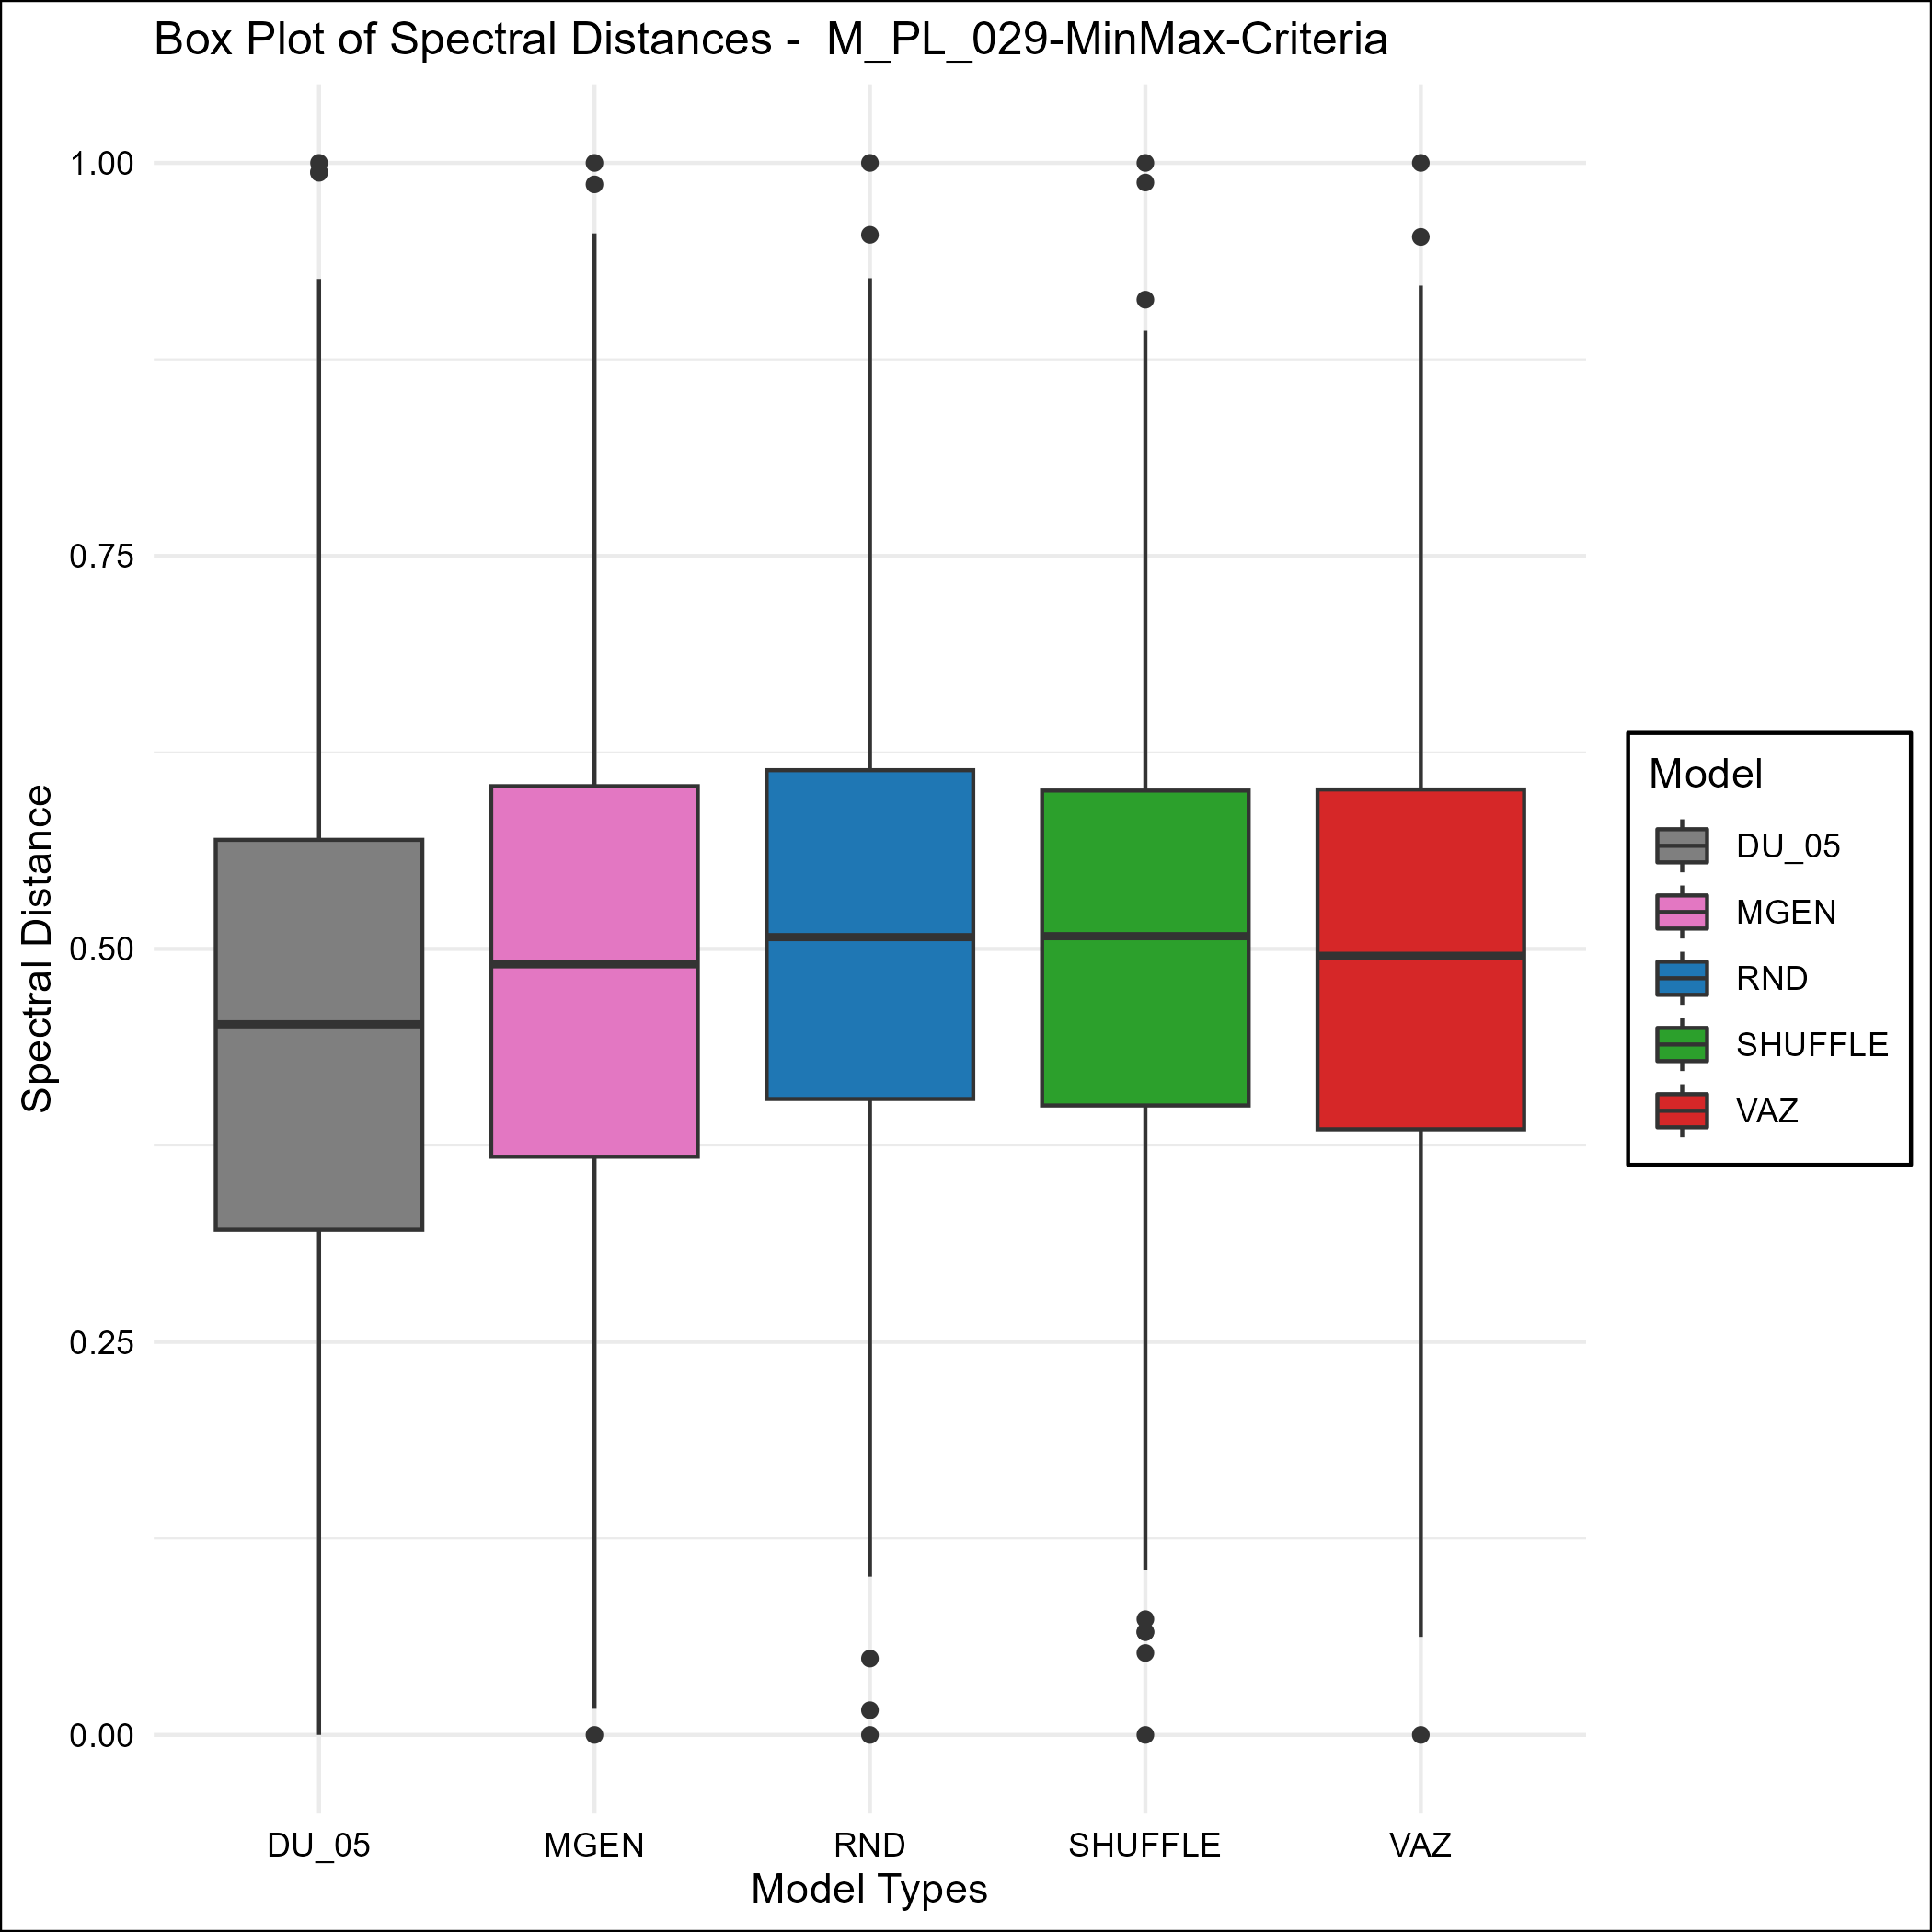 Box Plot of Spectral Distances -  M_PL_029-MinMax-Criteria
1.00
0.75
0.50
0.25
0.00
Spectral Distance
DU_05
MGEN
RND
SHUFFLE
VAZ
Model Types
Model
DU_05
MGEN
RND
SHUFFLE
VAZ